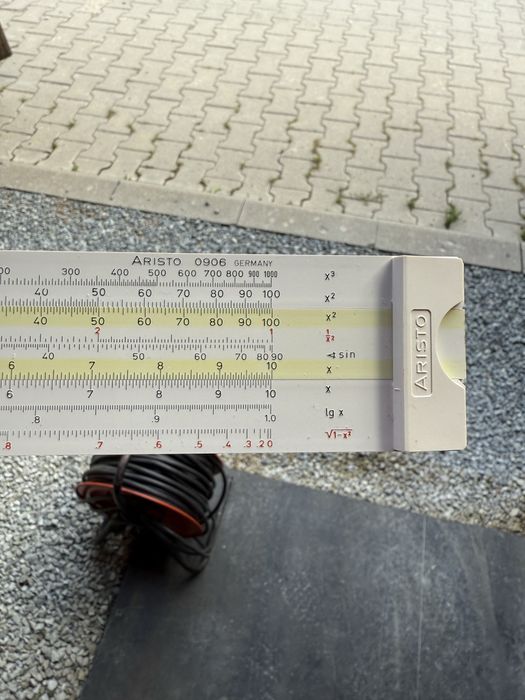 ARISTO 0906 GERMANY
00 300 400 500 600 700 800 900 1000 x³
40 50 60 70 80 90 100 x²
40 50 60 70 80 90 100 x²
2 1 1/x²
40 50 60 70 80 90 ∢ sin
6 7 8 9 10 x
6 7 8 9 10 x
.8 .9 1.0 lg x
.8 .7 .6 .5 .4 .3 .2 0 √1-x²
ARISTO